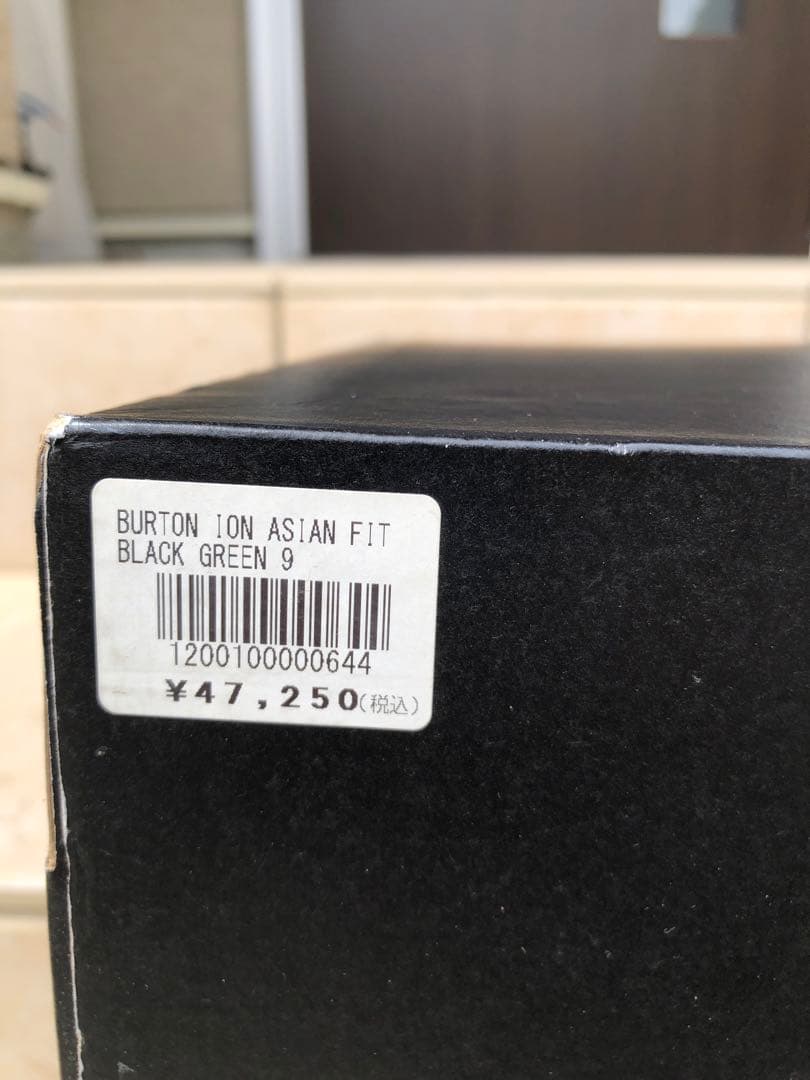 BURTON ION ASIAN FIT
BLACK GREEN 9
1200100000644
¥47,250(税込)